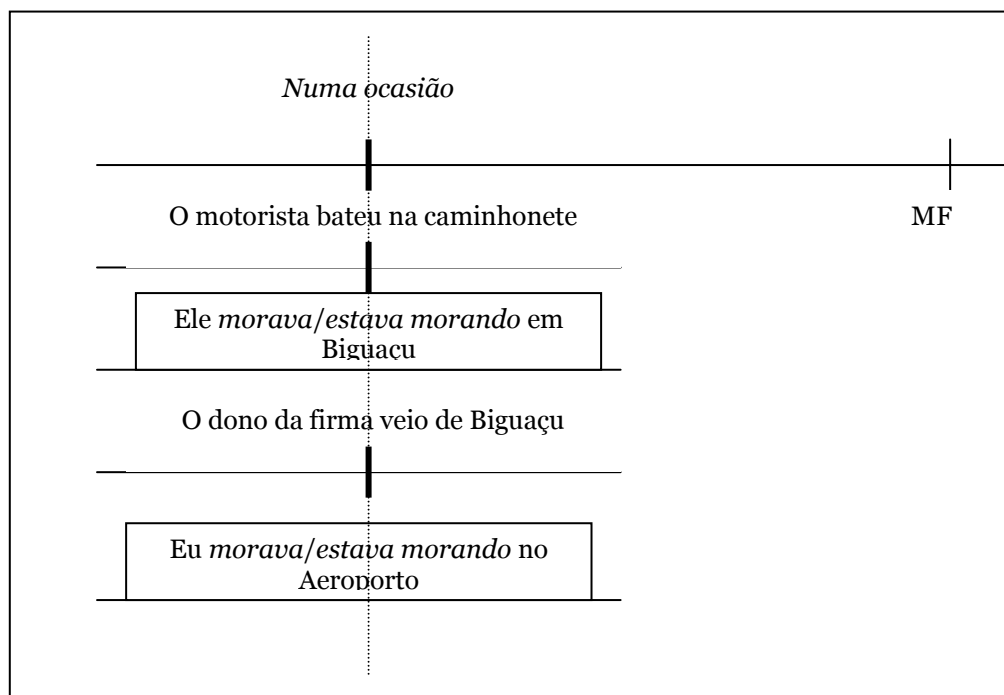 Numa ocasião
O motorista bateu na caminhonete
MF
Ele morava/estava morando em
Biguaçu
O dono da firma veio de Biguaçu
Eu morava/estava morando no
Aeroporto